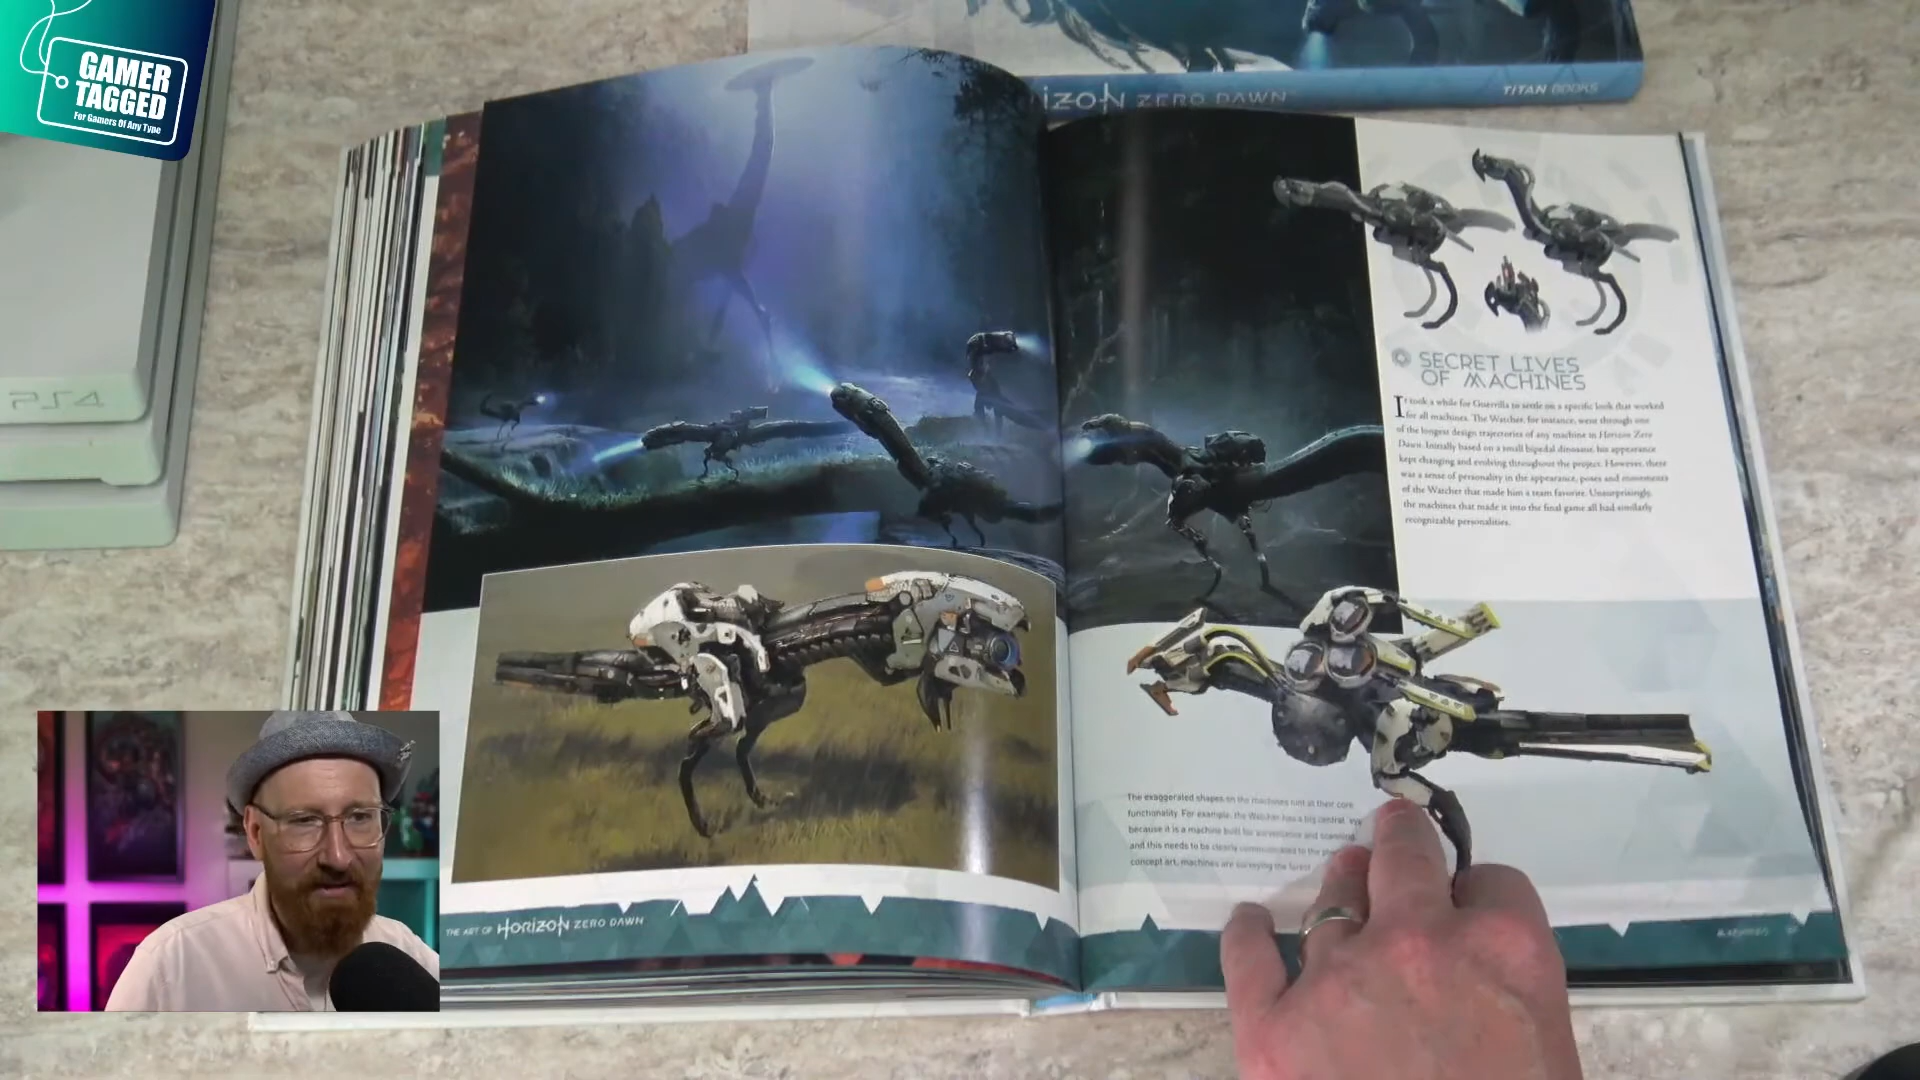 GAMER
TAGGED
For Gamers Of Any Type
IZON ZERO DAWN
TITAN BOOKS
PS4
SECRET LIVES
OF MACHINES
It took a while for Guerrilla to settle on a specific look that worked
for all machines. The Watcher, for instance, went through one
of the longest design trajectories of any machine in Horizon Zero
Dawn. Initially based on a small bipedal dinosaur, his appearance
kept changing and evolving throughout the project. However, there
was a sense of personality in the appearance, poses and movements
of the Watcher that made him a team favorite. Unsurprisingly,
the machines that made it into the final game all had similarly
recognizable personalities.
The exaggerated shapes on the machines hint at their core
functionality. For example, the Watcher has a big central eye
because it is a machine built for surveillance and scanning
and this needs to be clearly communicated to the
concept art, machines are surveying the forest
THE ART OF HORIZON ZERO DAWN
MACHINES